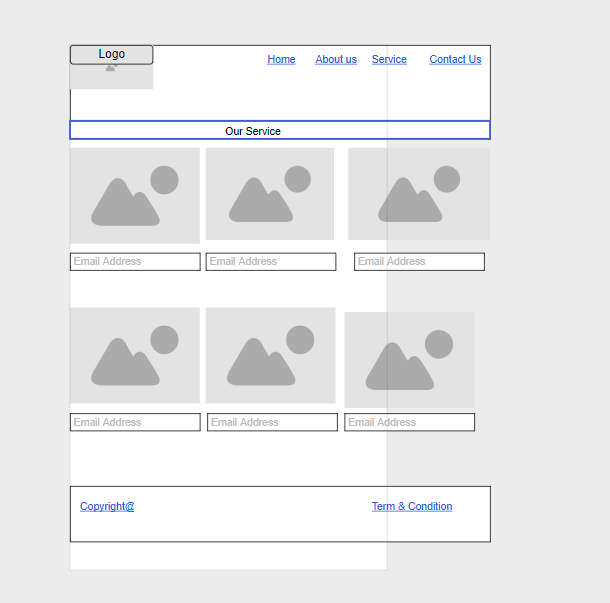 Logo
Home About us Service Contact Us
Our Service
Email Address Email Address Email Address
Email Address Email Address Email Address
Copyright@ Term & Condition